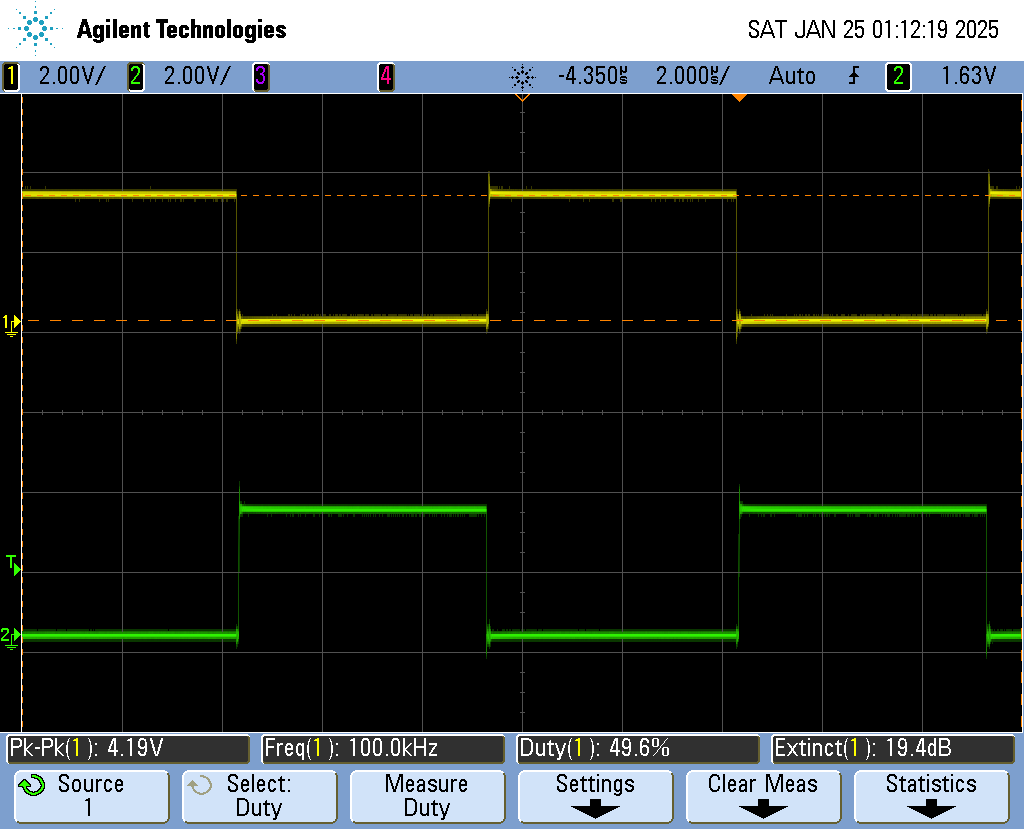 Agilent Technologies SAT JAN 25 01:12:19 2025
1 2.00V/ 2 2.00V/ 3 4 -4.350µs 2.000µs/ Auto 2 1.63V
1
T
2
Pk-Pk(1): 4.19V Freq(1): 100.0kHz Duty(1): 49.6% Extinct(1): 19.4dB
Source Select: Measure Settings Clear Meas Statistics
1 Duty Duty